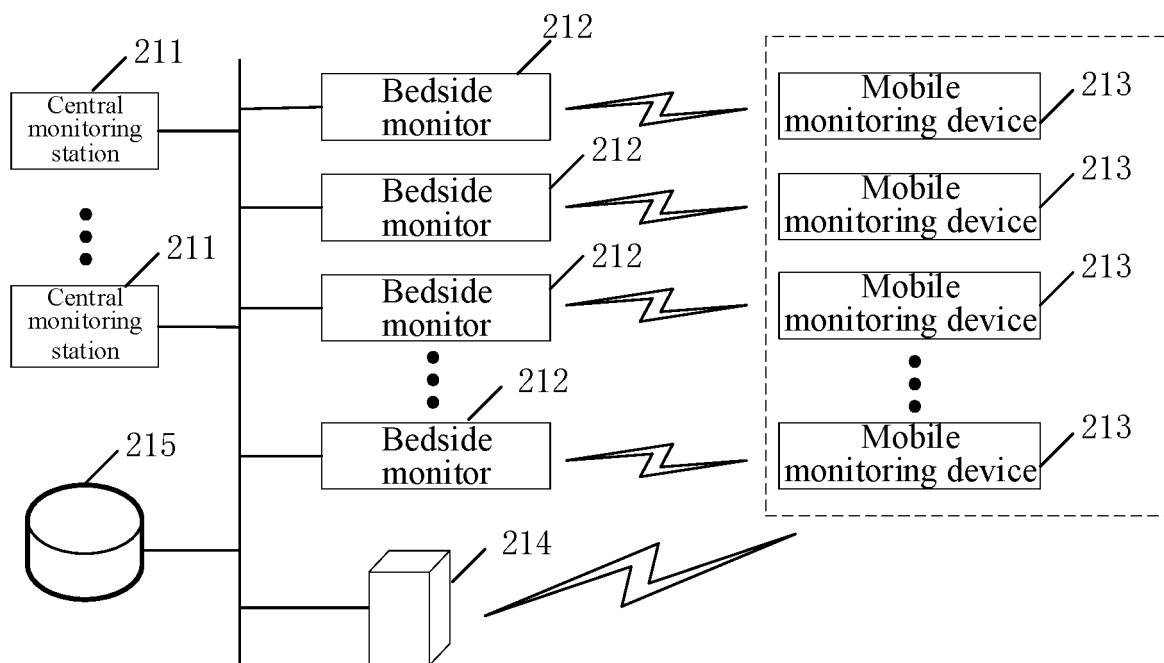 211
Central
monitoring
station
211
Central
monitoring
station
215
212
Bedside
monitor
212
Bedside
monitor
212
Bedside
monitor
212
Bedside
monitor
214
Mobile
monitoring device
213
Mobile
monitoring device
213
Mobile
monitoring device
213
Mobile
monitoring device
213